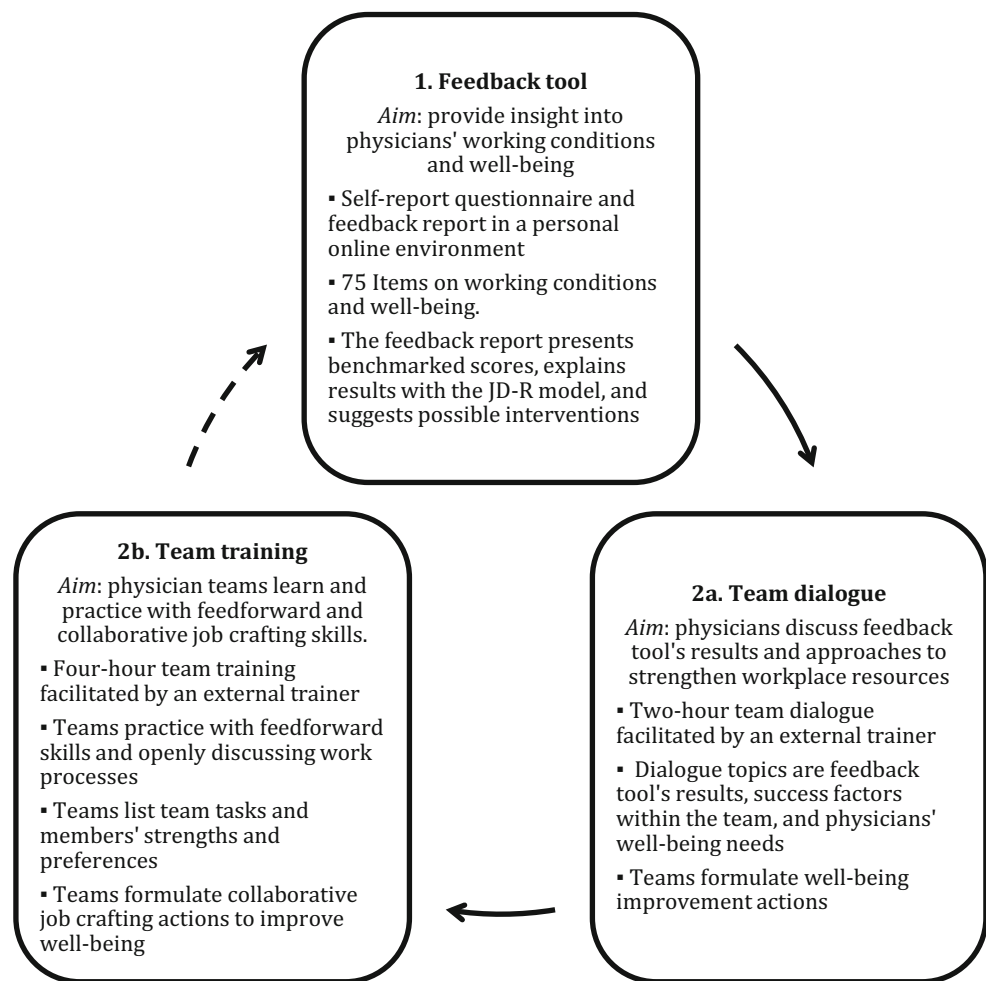 1. Feedback tool
Aim: provide insight into
physicians' working conditions
and well-being
▪ Self-report questionnaire and
feedback report in a personal
online environment
▪ 75 Items on working conditions
and well-being.
▪ The feedback report presents
benchmarked scores, explains
results with the JD-R model, and
suggests possible interventions
2a. Team dialogue
Aim: physicians discuss feedback
tool's results and approaches to
strengthen workplace resources
▪ Two-hour team dialogue
facilitated by an external trainer
▪ Dialogue topics are feedback
tool's results, success factors
within the team, and physicians'
well-being needs
▪ Teams formulate well-being
improvement actions
2b. Team training
Aim: physician teams learn and
practice with feedforward and
collaborative job crafting skills.
▪ Four-hour team training
facilitated by an external trainer
▪ Teams practice with feedforward
skills and openly discussing work
processes
▪ Teams list team tasks and
members' strengths and
preferences
▪ Teams formulate collaborative
job crafting actions to improve
well-being